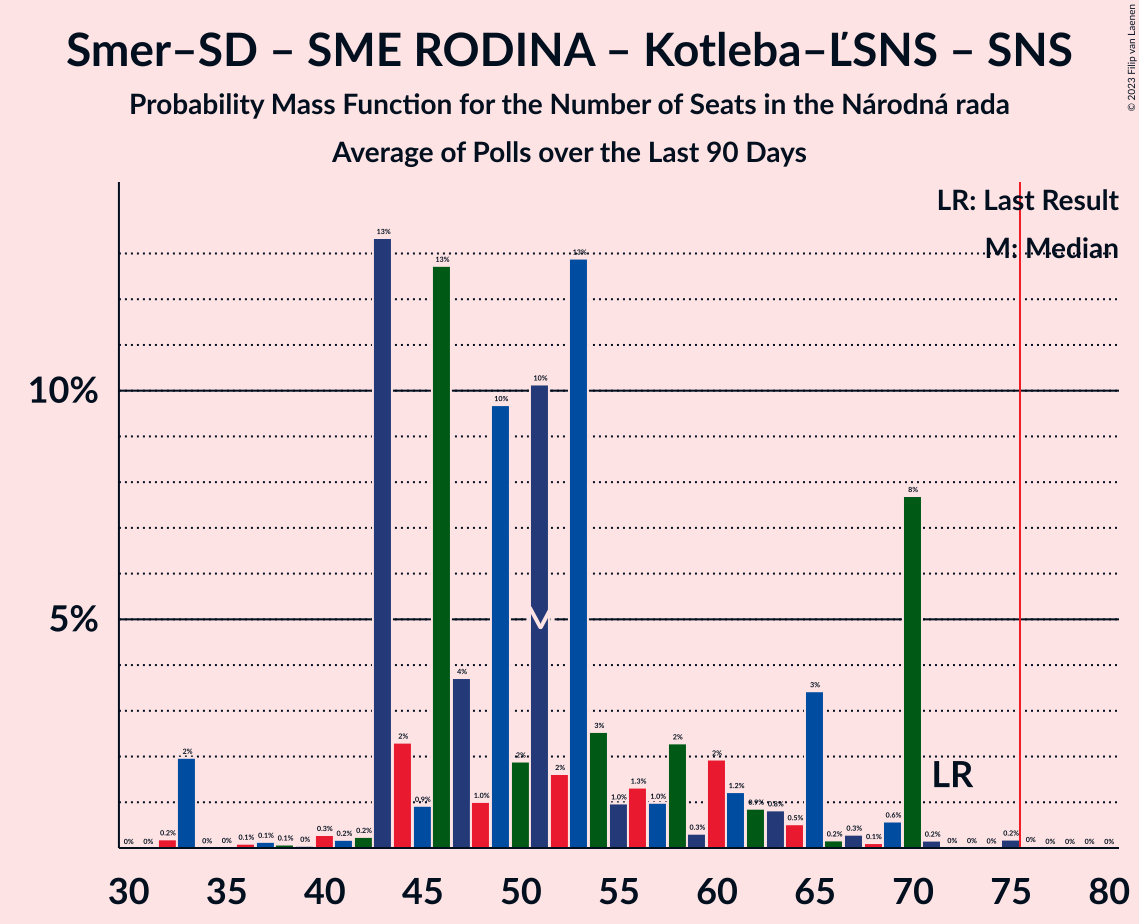 Smer–SD – SME RODINA – Kotleba–ĽSNS – SNS
Probability Mass Function for the Number of Seats in the Národná rada
Average of Polls over the Last 90 Days
© 2023 Filip van Laenen
LR: Last Result
M: Median
10%
5%
0% 0% 0.2% 2% 0% 0% 0.1% 0.1% 0.1% 0% 0.3% 0.2% 0.2% 13% 2% 0.9% 13% 4% 1.0% 10% 2% 10% 2% 13% 3% 1.0% 1.3% 1.0% 2% 0.3% 2% 1.2% 0.9% 0.8% 0.5% 3% 0.2% 0.3% 0.1% 0.6% 8% 0.2% 0% 0% 0% 0.2% 0% 0% 0% 0% 0%
M
LR
30 35 40 45 50 55 60 65 70 75 80